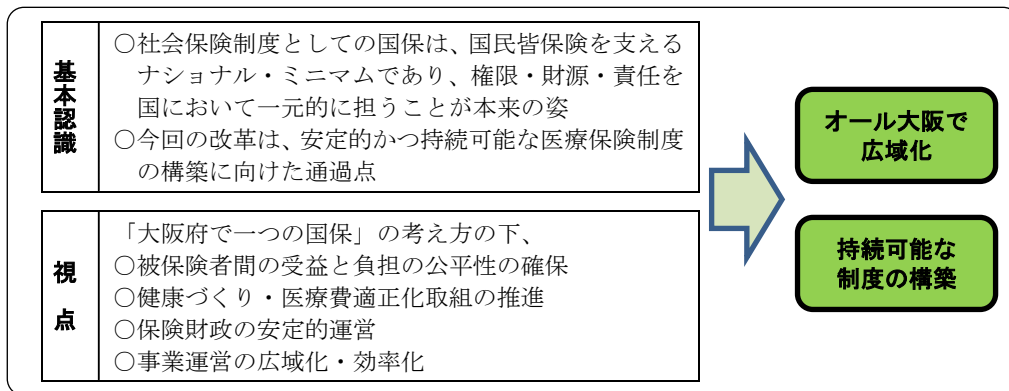 基本認識
○社会保険制度としての国保は、国民皆保険を支える
ナショナル・ミニマムであり、権限・財源・責任を
国において一元的に担うことが本来の姿
○今回の改革は、安定的かつ持続可能な医療保険制度
の構築に向けた通過点
視点
「大阪府で一つの国保」の考え方の下、
○被保険者間の受益と負担の公平性の確保
○健康づくり・医療費適正化取組の推進
○保険財政の安定的運営
○事業運営の広域化・効率化
オール大阪で
広域化
持続可能な
制度の構築